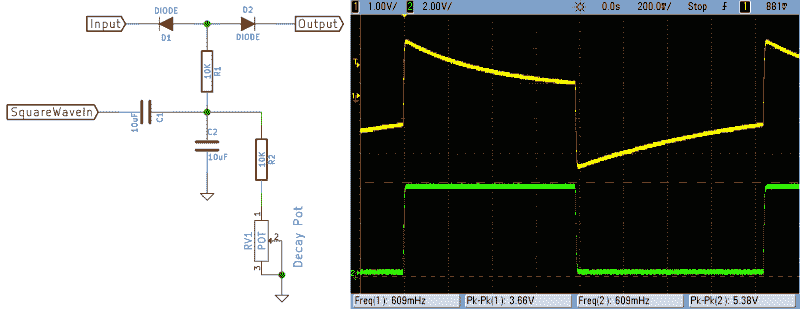 Input
DIODE
D1
D2
DIODE
Output
10K
R1
SquareWaveIn
10uF
C1
C2
10uF
10K
R2
RV1
POT
1
2
3
Decay Pot
1 1.00V/ 2 2.00V/ 0.0s 200.0m/ Stop 1 881m
T
1
2
Freq(1): 609mHz
Pk-Pk(1): 3.66V
Freq(2): 609mHz
Pk-Pk(2): 5.38V